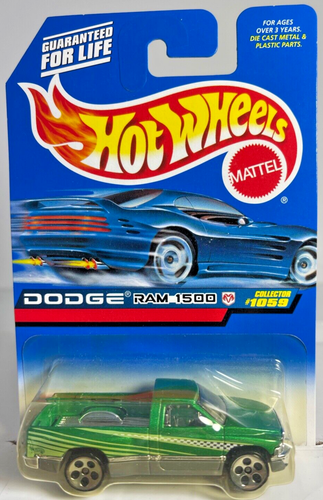 GUARANTEED
FOR LIFE
FOR AGES
OVER 3 YEARS.
DIE CAST METAL &
PLASTIC PARTS.
HOT WHEELS
MATTEL
®
DODGE® RAM 1500
COLLECTOR
#1059